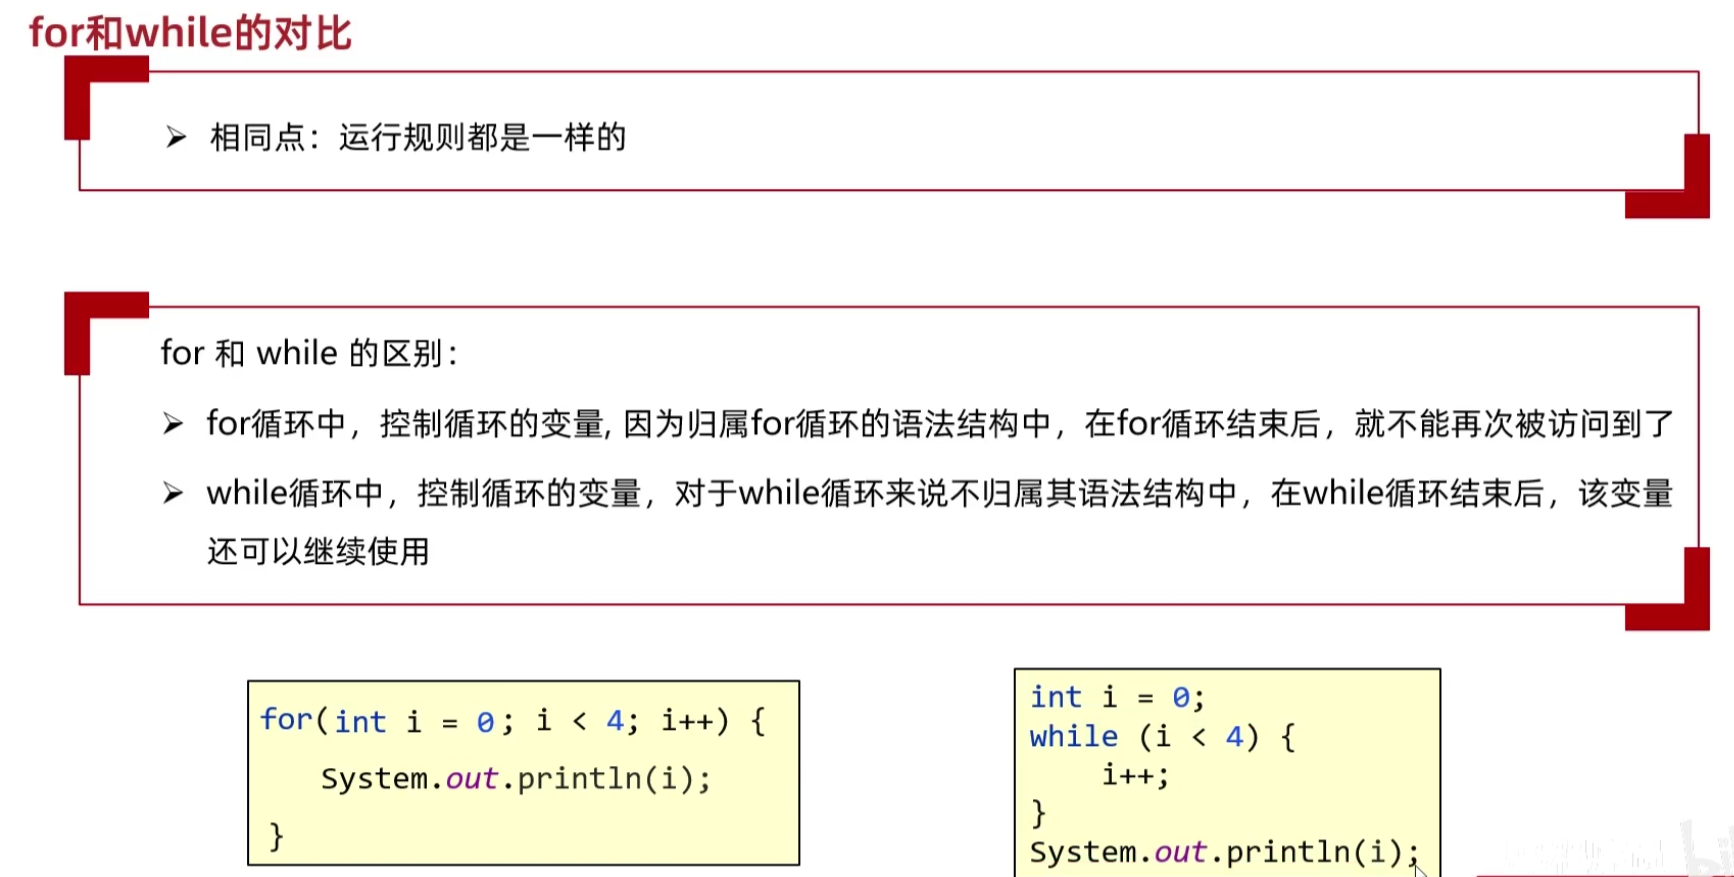 for和while的对比
➢ 相同点：运行规则都是一样的
for 和 while 的区别：
➢ for循环中，控制循环的变量, 因为归属for循环的语法结构中，在for循环结束后，就不能再次被访问到了
➢ while循环中，控制循环的变量，对于while循环来说不归属其语法结构中，在while循环结束后，该变量
还可以继续使用
for(int i = 0; i < 4; i++) {
System.out.println(i);
}
int i = 0;
while (i < 4) {
i++;
}
System.out.println(i);